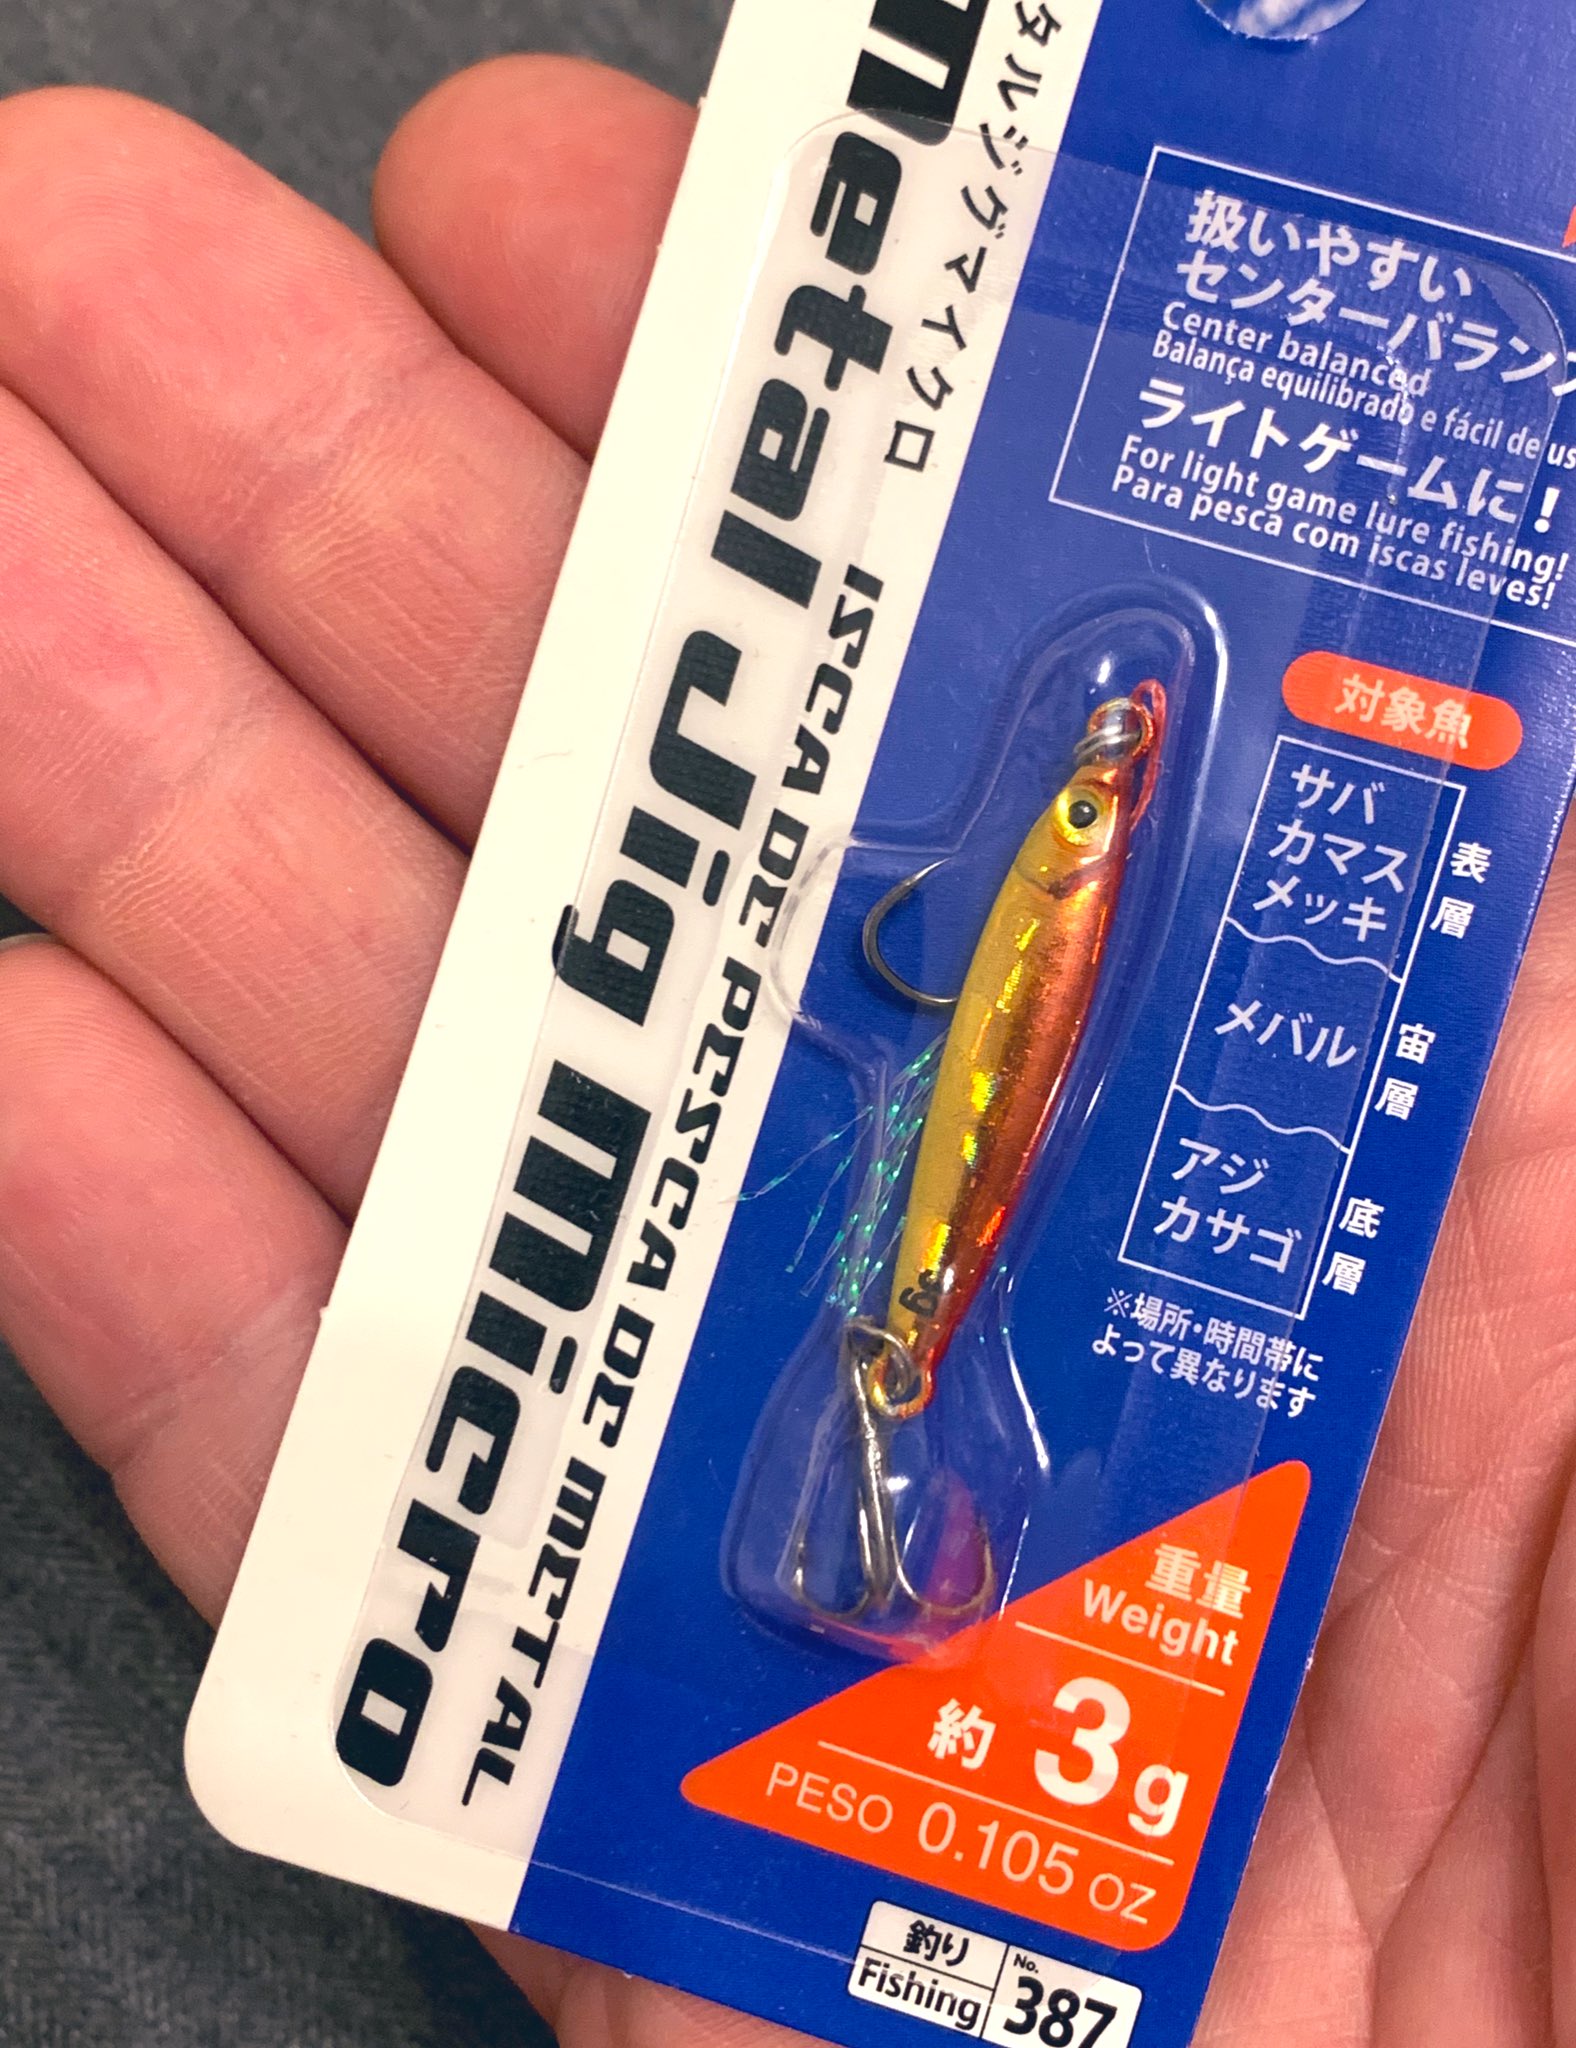 metal Jig Micro
タルジグマイクロ
ISCA DE PESCA DE METAL
扱いやすい
センターバラン
Center balanced
Balança equilibrado e fácil de us
ライトゲームに!
For light game lure fishing!
Para pesca com iscas leves!
対象魚
サバ
カマス
メッキ
表層
メバル
宙層
アジ
カサゴ
底層
※場所・時間帯に
よって異なります
3g
重量
Weight
約3g
PESO 0.105 OZ
釣り
Fishing
No.
387